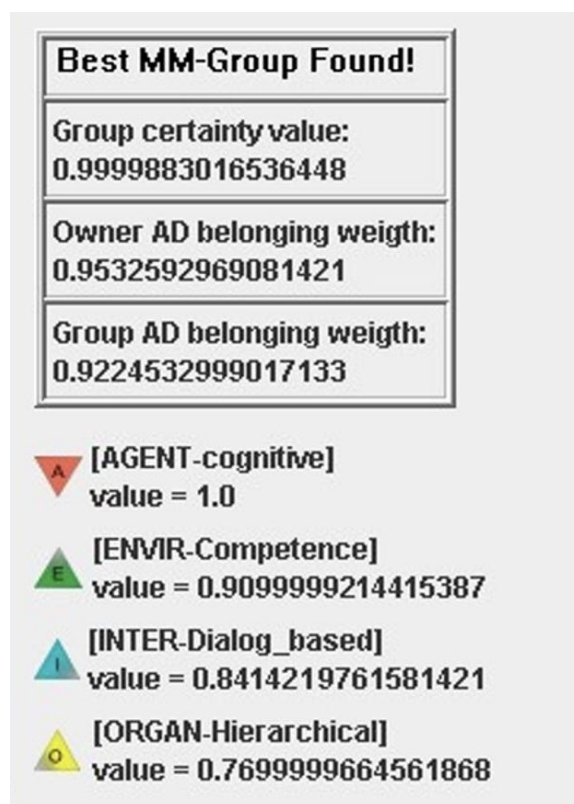 Best MM-Group Found!
Group certainty value:
0.9999883016536448
Owner AD belonging weigth:
0.9532592969081421
Group AD belonging weigth:
0.9224532999017133
A
[AGENT-cognitive]
value = 1.0
E
[ENVIR-Competence]
value = 0.9099999214415387
I
[INTER-Dialog_based]
value = 0.8414219761581421
O
[ORGAN-Hierarchical]
value = 0.7699999664561868